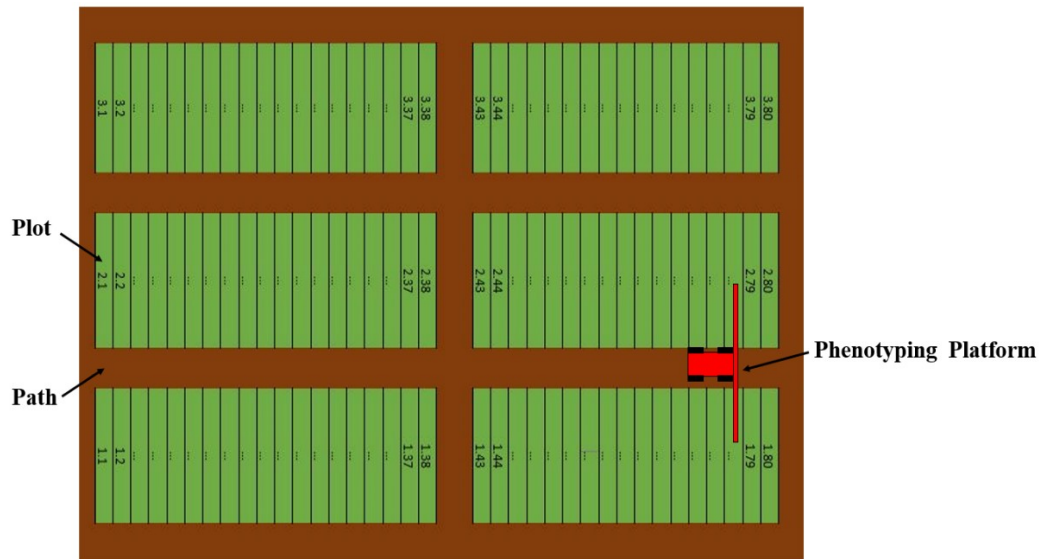 3.1 3.2 ... ... ... ... ... ... ... ... ... ... ... ... ... ... ... 3.37 3.38 3.43 3.44 ... ... ... ... ... ... ... ... ... ... ... ... ... 3.79 3.80
Plot
2.1 2.2 ... ... ... ... ... ... ... ... ... ... ... ... ... ... ... 2.37 2.38 2.43 2.44 ... ... ... ... ... ... ... ... ... ... ... ... ... 2.79 2.80
Phenotyping Platform
Path
1.1 1.2 ... ... ... ... ... ... ... ... ... ... ... ... ... ... ... 1.37 1.38 1.43 1.44 ... ... ... ... ... ... ... ... ... ... ... ... ... 1.79 1.80